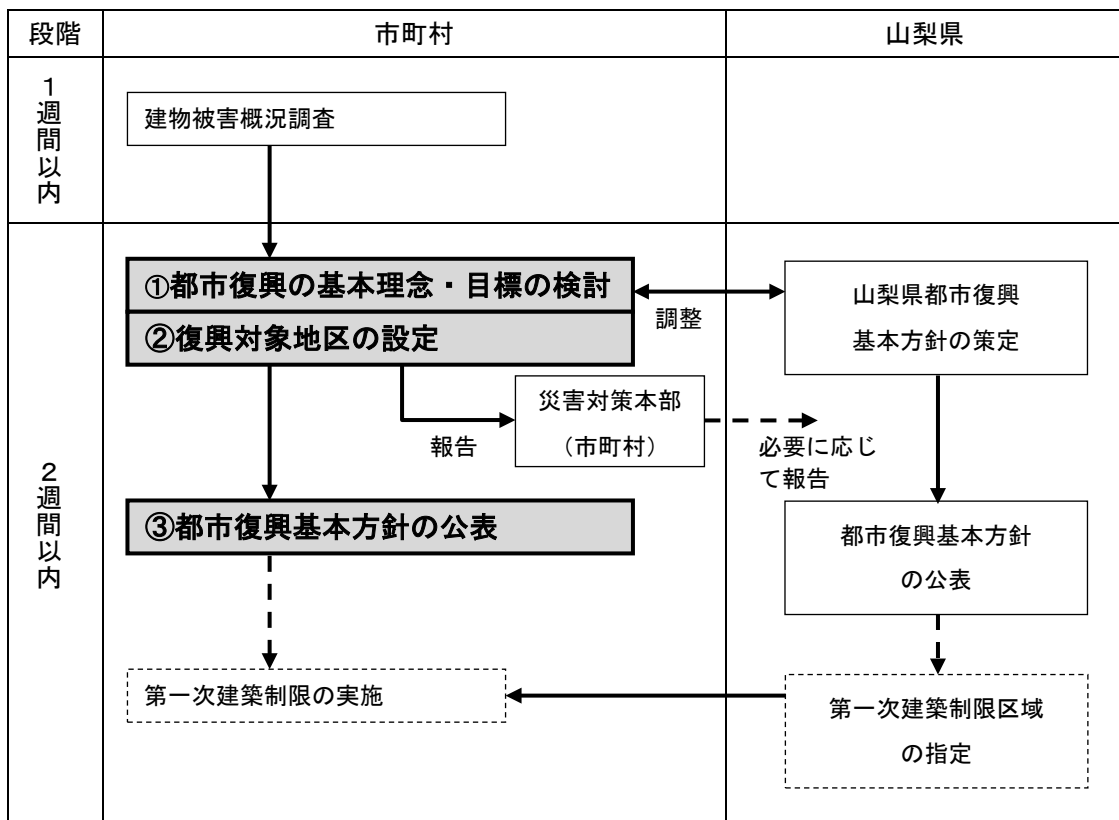 段階
市町村
山梨県
1週間以内
建物被害概況調査
2週間以内
①都市復興の基本理念・目標の検討
②復興対象地区の設定
調整
山梨県都市復興
基本方針の策定
報告
災害対策本部
（市町村）
必要に応じ
て報告
③都市復興基本方針の公表
都市復興基本方針
の公表
第一次建築制限の実施
第一次建築制限区域
の指定